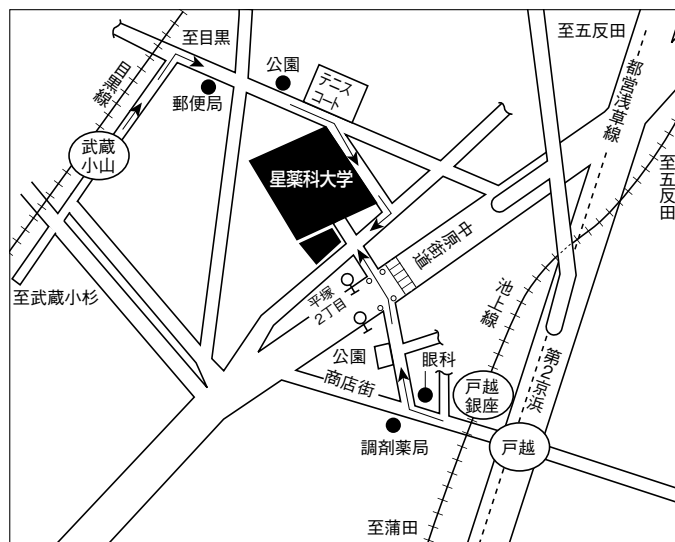 至目黒
至五反田
公園
テニス
コート
目黒線
郵便局
都営浅草線
武蔵
小山
星薬科大学
至五反田
中原街道
至武蔵小杉
平塚
2丁目
池上線
公園
眼科
第2京浜
商店街
戸越
銀座
調剤薬局
戸越
至蒲田